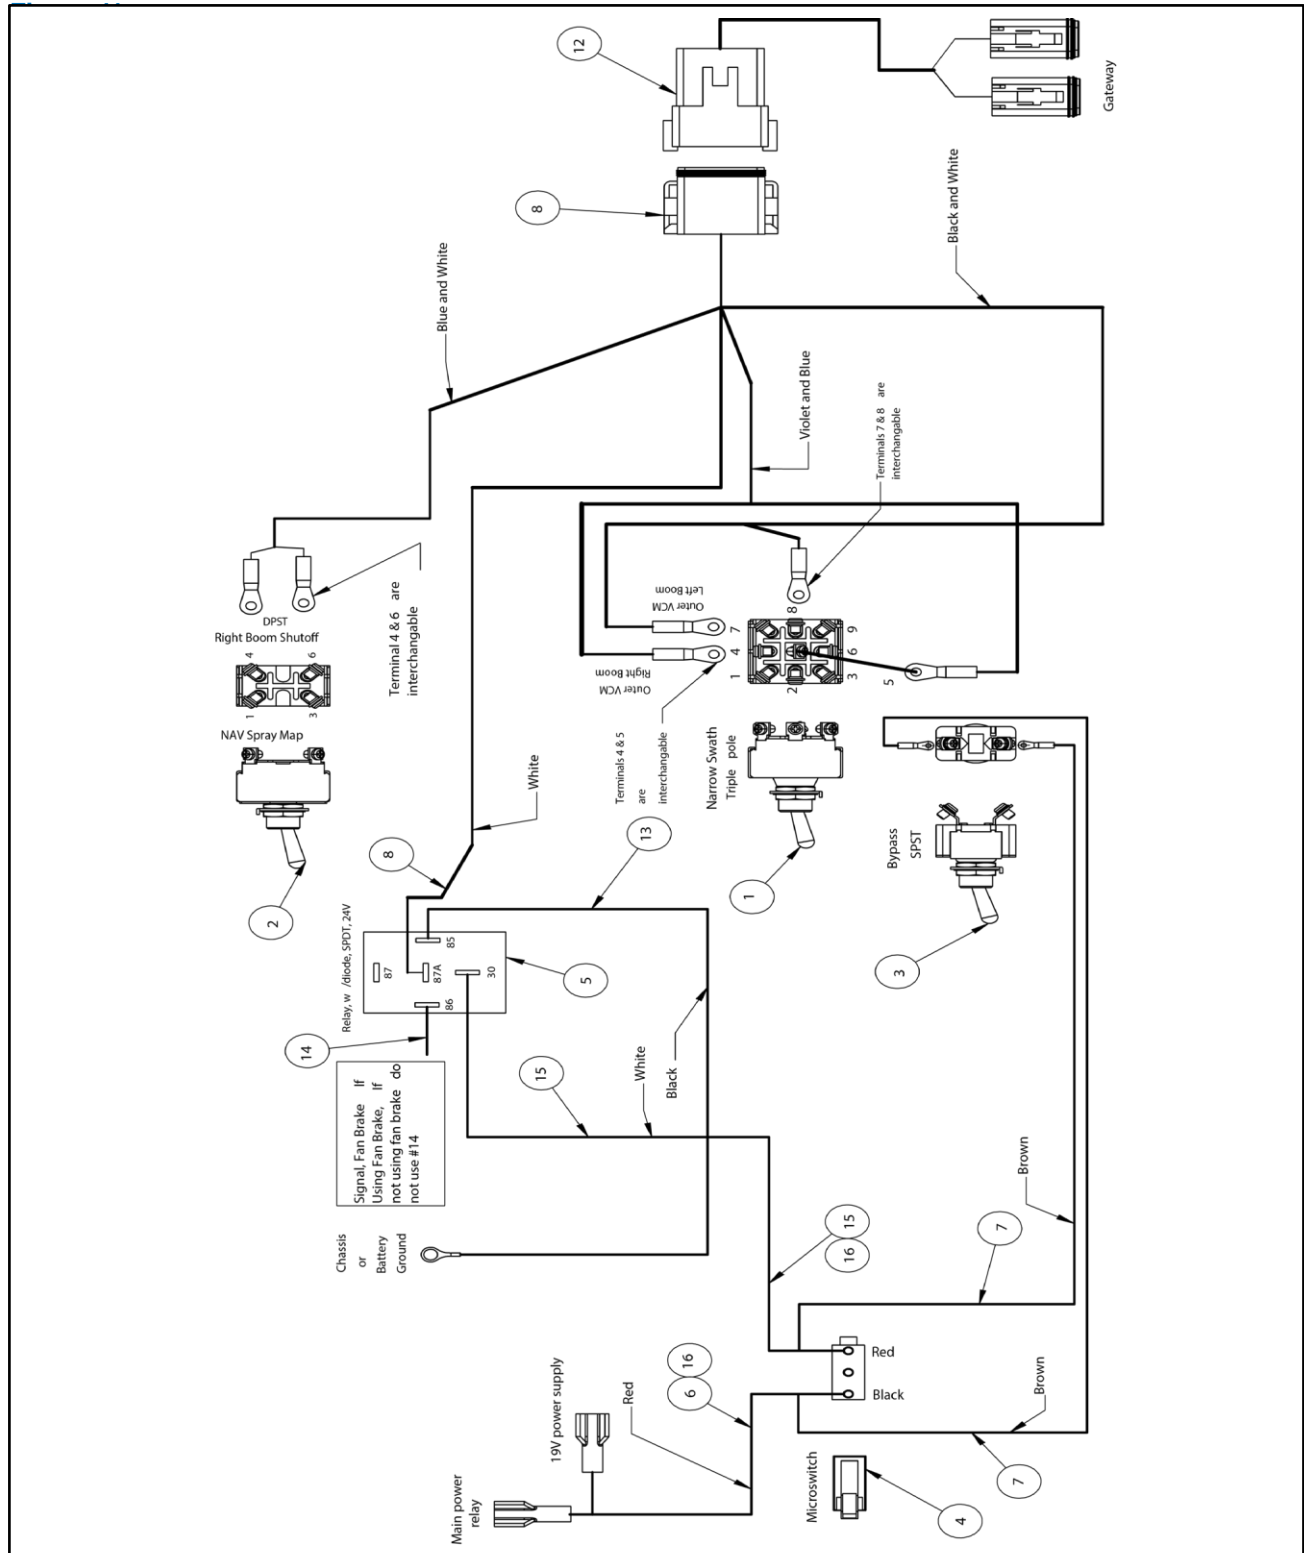 12
Gateway
8
Blue and White
Black and White
Violet and Blue
Terminals 7 & 8 are
interchangable
DPST
Right Boom Shutoff
4
6
1
3
NAV Spray Map
2
Terminal 4 & 6 are
interchangable
White
8
Outer VCM
Left Boom
Outer VCM
Right Boom
7
8
9
4
6
1
2
3
5
Terminals 4 & 5
are
interchangable
Narrow Swath
Triple pole
1
Bypass
SPST
3
13
Relay, w /diode, SPDT, 24V
87
87A
85
86
30
5
14
Signal, Fan Brake If
Using Fan Brake, If
not using fan brake do
not use #14
15
White
Black
Chassis
or
Battery
Ground
15
16
7
Brown
Red
Black
16
6
Red
19V power supply
Main power
relay
Brown
7
Microswitch
4